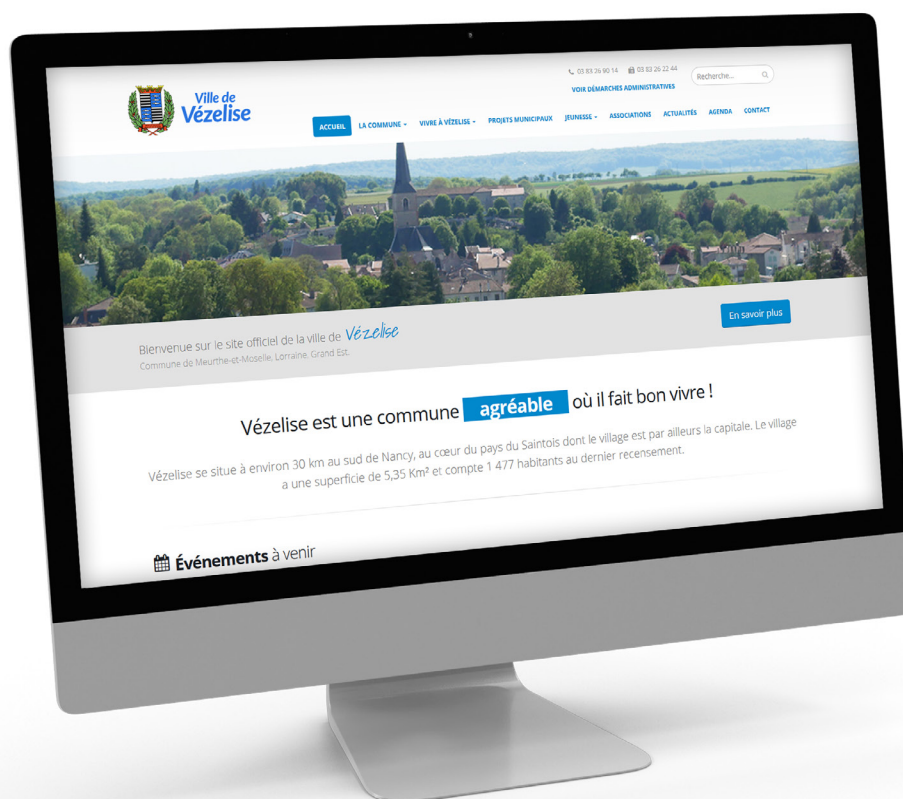 Ville de
Vézelise
03 83 26 90 14 03 83 26 22 44
Recherche...
VOIR DÉMARCHES ADMINISTRATIVES
ACCUEIL LA COMMUNE VIVRE À VÉZELISE PROJETS MUNICIPAUX JEUNESSE ASSOCIATIONS ACTUALITÉS AGENDA CONTACT
Bienvenue sur le site officiel de la ville de Vézelise
Commune de Meurthe-et-Moselle, Lorraine, Grand Est.
En savoir plus
Vézelise est une commune agréable où il fait bon vivre !
Vézelise se situe à environ 30 km au sud de Nancy, au cœur du pays du Saintois dont le village est par ailleurs la capitale. Le village
a une superficie de 5,35 Km² et compte 1 477 habitants au dernier recensement.
Événements à venir